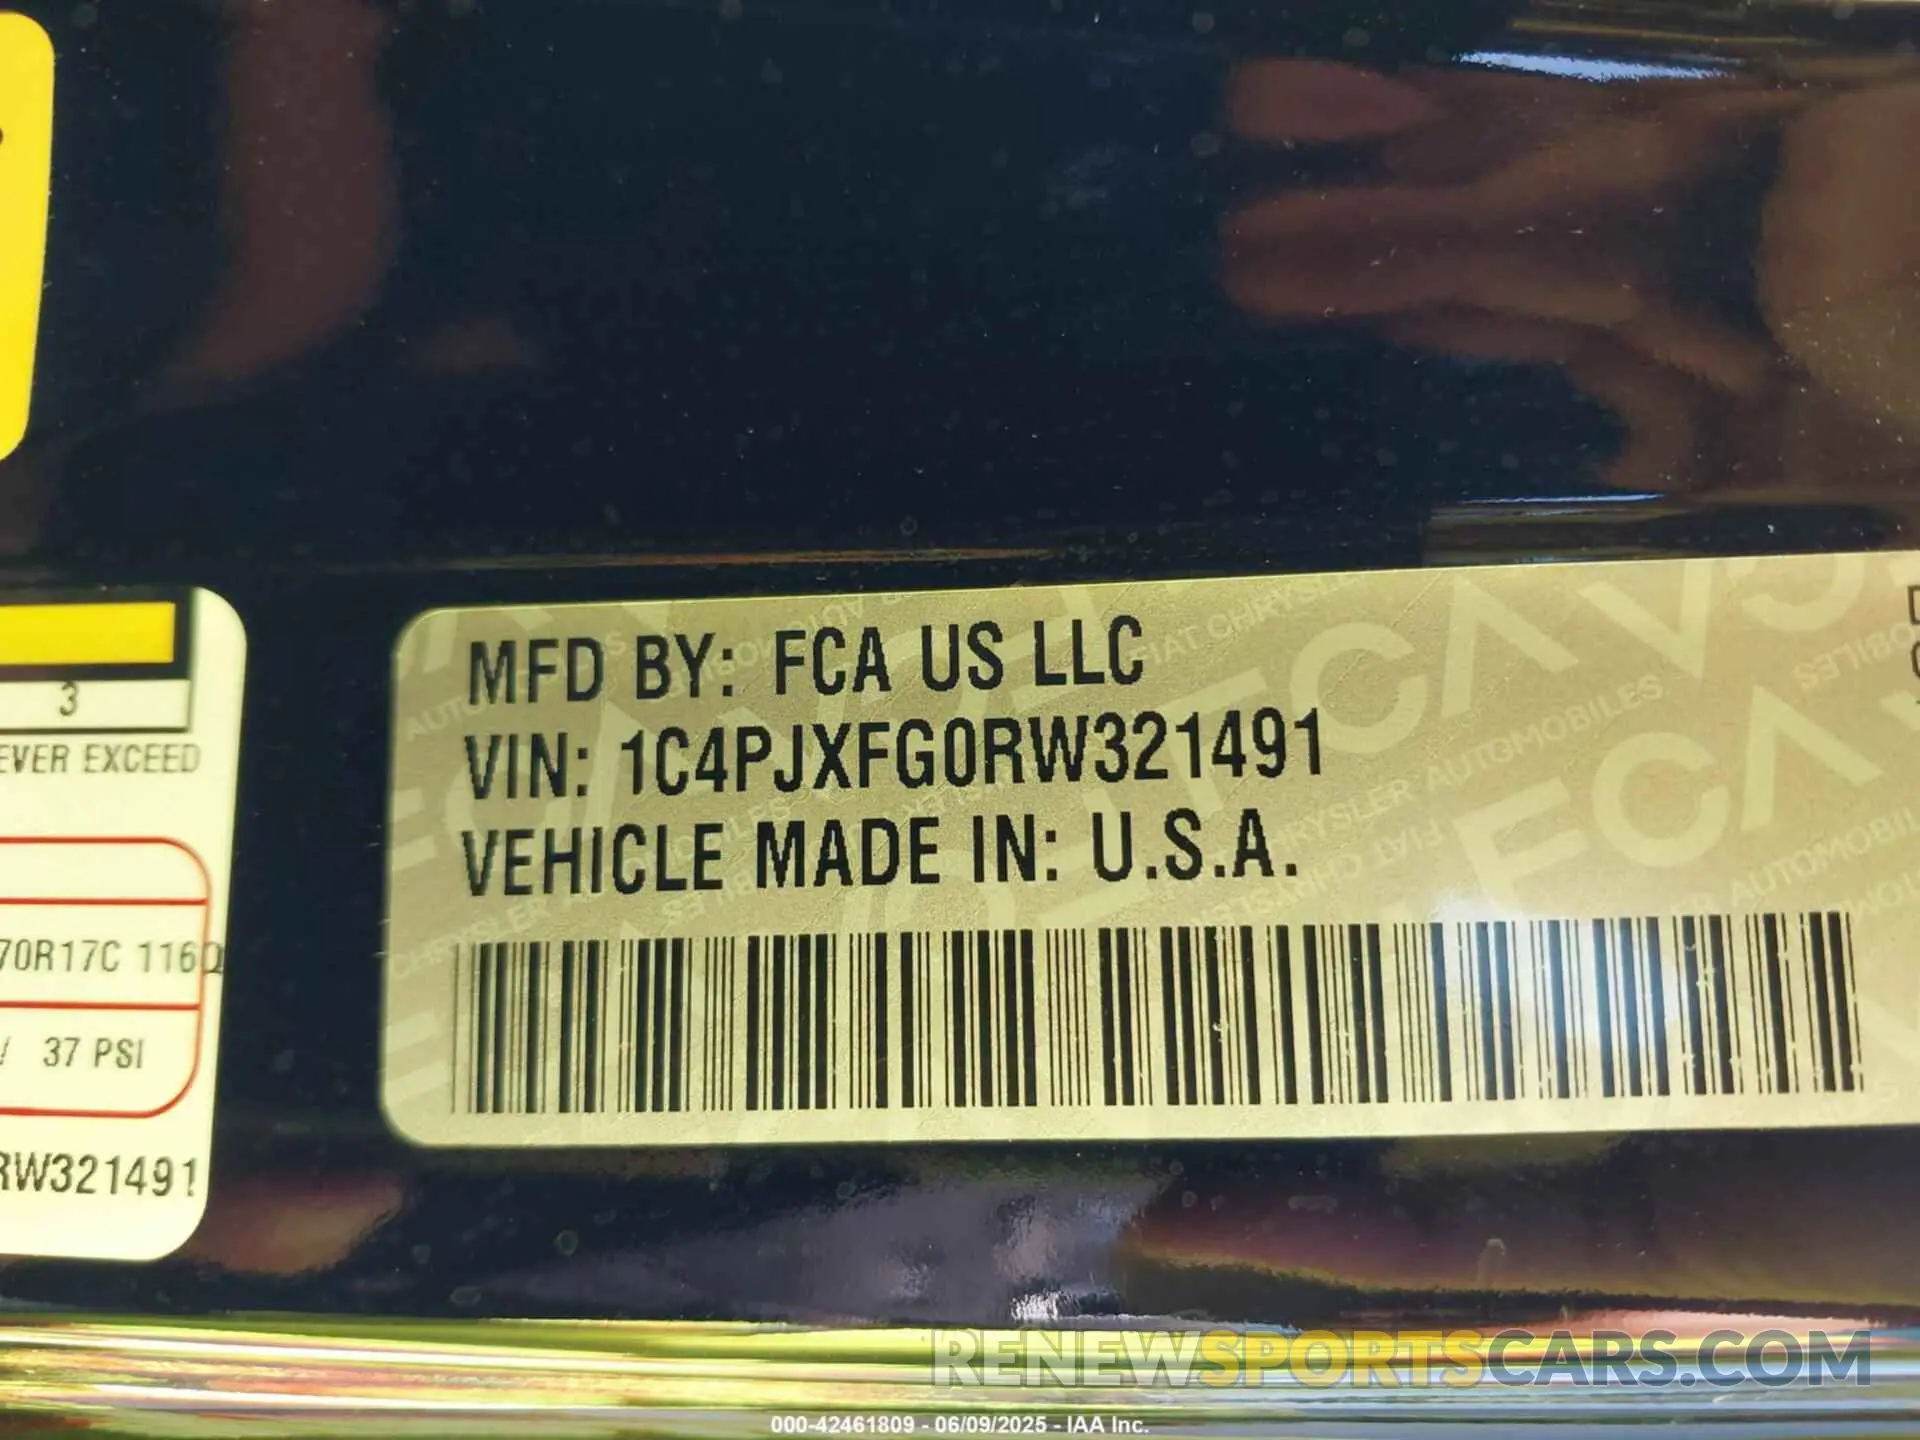 3
EVER EXCEED
70R17C 116Q
/ 37 PSI
RW321491
MFD BY: FCA US LLC
VIN: 1C4PJXFG0RW321491
VEHICLE MADE IN: U.S.A.
RENEWSPORTSCARS.COM
000-42461809 - 06/09/2025 - IAA Inc.